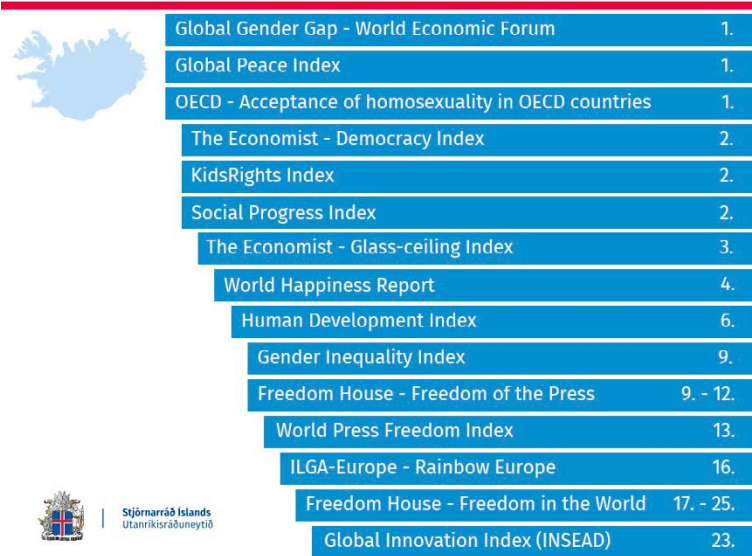 Global Gender Gap - World Economic Forum 1.
Global Peace Index 1.
OECD - Acceptance of homosexuality in OECD countries 1.
The Economist - Democracy Index 2.
KidsRights Index 2.
Social Progress Index 2.
The Economist - Glass-ceiling Index 3.
World Happiness Report 4.
Human Development Index 6.
Gender Inequality Index 9.
Freedom House - Freedom of the Press 9. - 12.
World Press Freedom Index 13.
ILGA-Europe - Rainbow Europe 16.
Freedom House - Freedom in the World 17. - 25.
Global Innovation Index (INSEAD) 23.
Stjórnarráð Íslands
Utanríkisráðuneytið